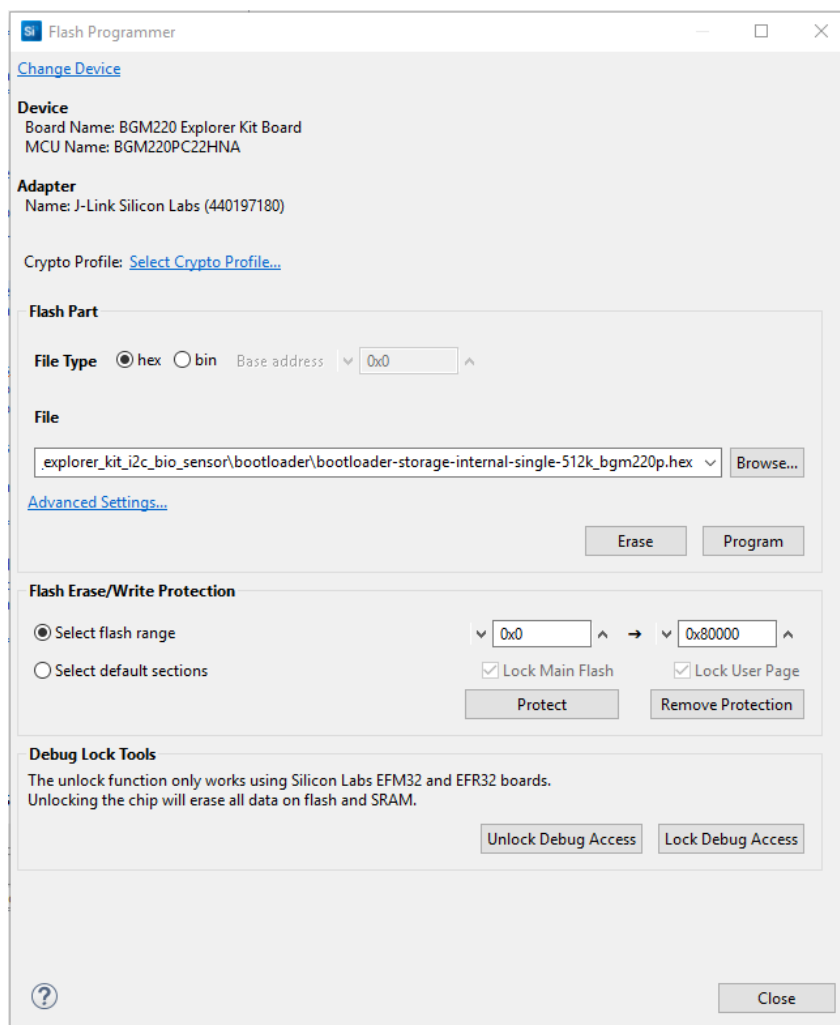 Si Flash Programmer
Change Device
Device
Board Name: BGM220 Explorer Kit Board
MCU Name: BGM220PC22HNA
Adapter
Name: J-Link Silicon Labs (440197180)
Crypto Profile: Select Crypto Profile...
Flash Part
File Type hex bin Base address 0x0
File
_explorer_kit_i2c_bio_sensor\bootloader\bootloader-storage-internal-single-512k_bgm220p.hex Browse...
Advanced Settings...
Erase Program
Flash Erase/Write Protection
Select flash range 0x0 → 0x80000
Select default sections Lock Main Flash Lock User Page
Protect Remove Protection
Debug Lock Tools
The unlock function only works using Silicon Labs EFM32 and EFR32 boards.
Unlocking the chip will erase all data on flash and SRAM.
Unlock Debug Access Lock Debug Access
? Close